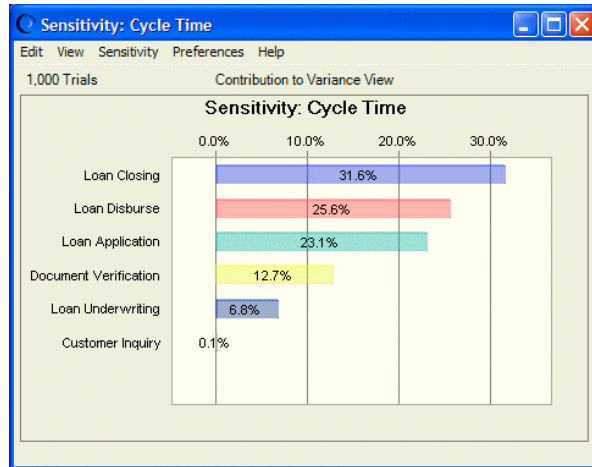 Sensitivity: Cycle Time
Edit View Sensitivity Preferences Help
1,000 Trials Contribution to Variance View
Sensitivity: Cycle Time
0.0% 10.0% 20.0% 30.0%
Loan Closing 31.6%
Loan Disburse 25.6%
Loan Application 23.1%
Document Verification 12.7%
Loan Underwriting 6.8%
Customer Inquiry 0.1%